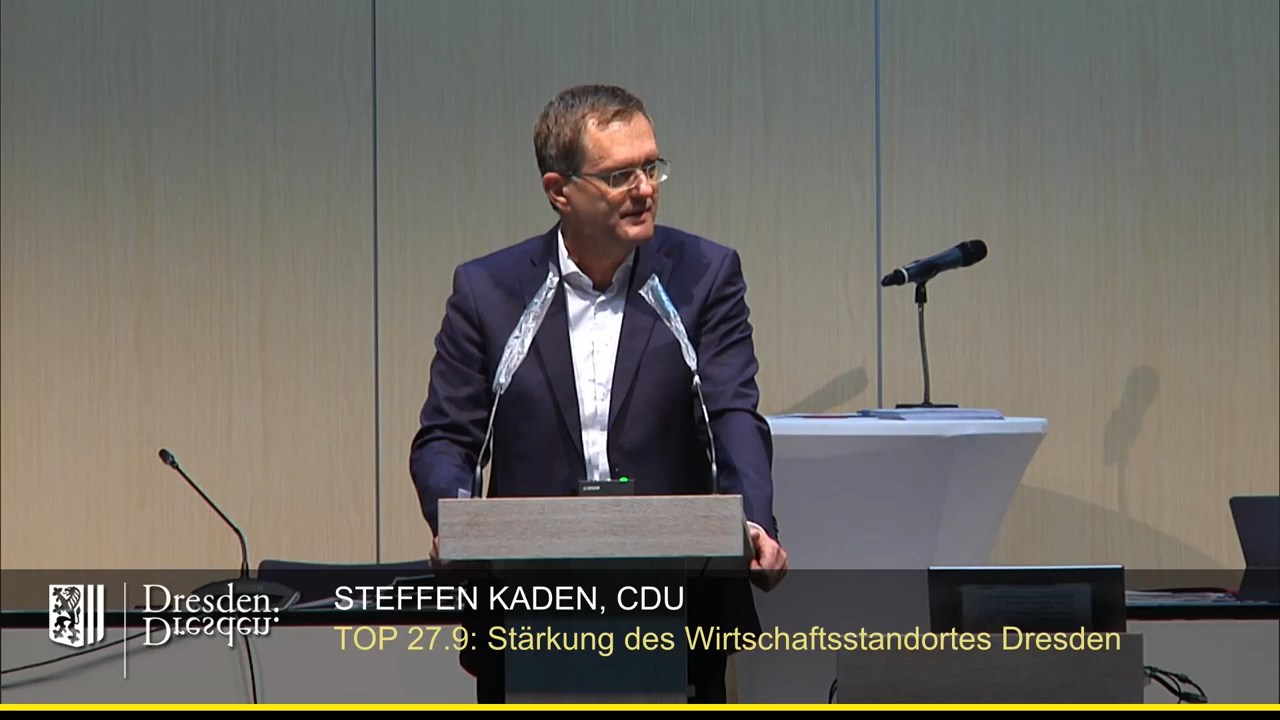 Dresden.
Dresden.
STEFFEN KADEN, CDU
TOP 27.9: Stärkung des Wirtschaftsstandortes Dresden